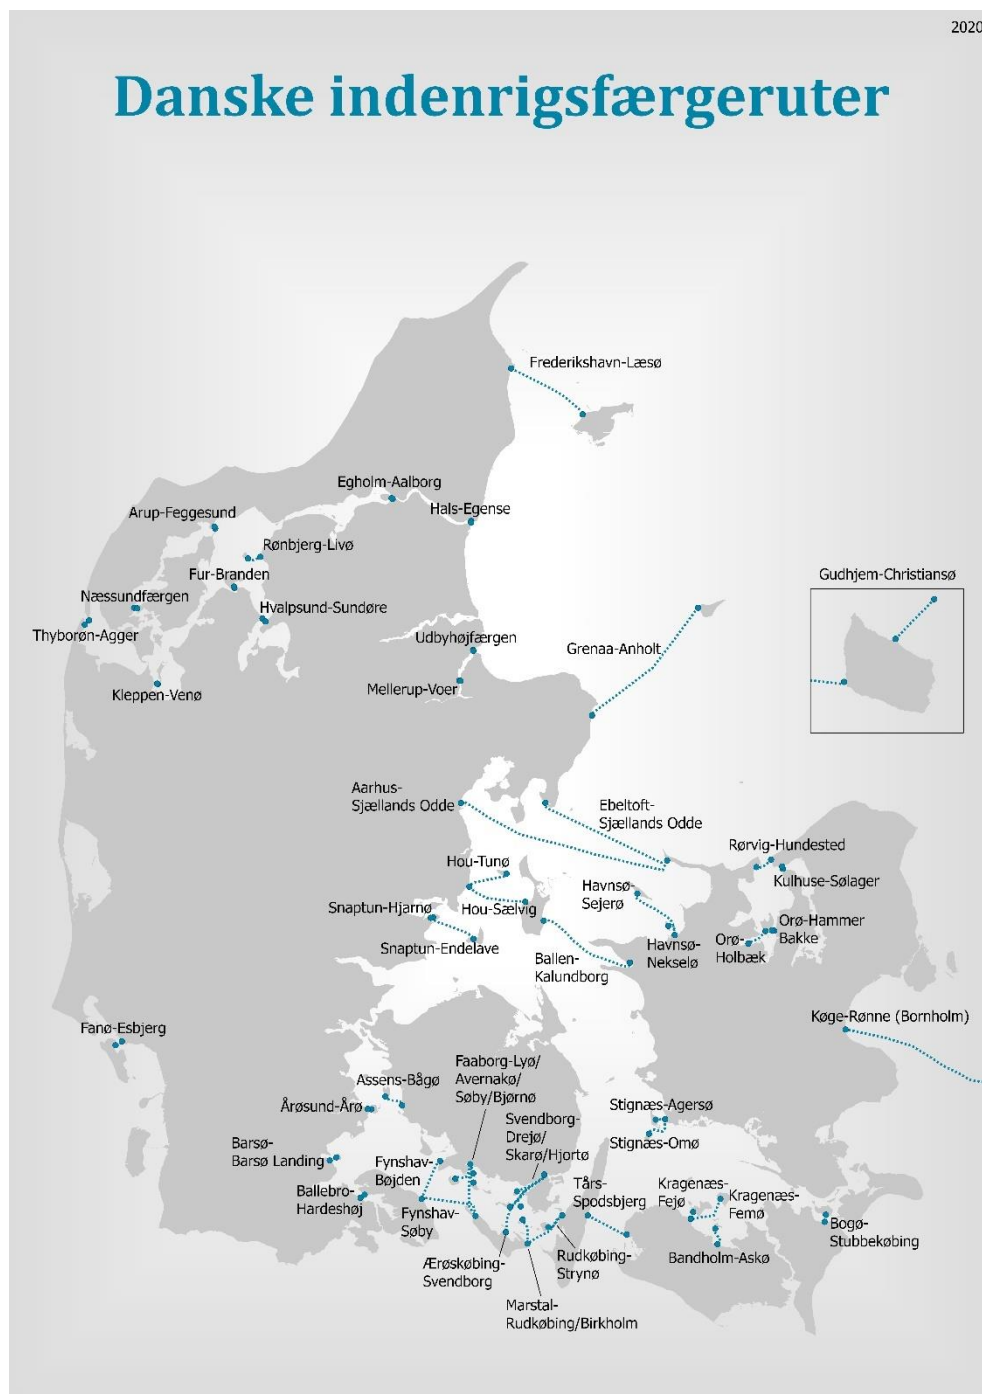 2020
Danske indenrigsfærgeruter
Frederikshavn-Læsø
Egholm-Aalborg
Hals-Egense
Arup-Feggesund
Rønbjerg-Livø
Fur-Branden
Gudhjem-Christiansø
Næssundfærgen
Hvalpsund-Sundøre
Thyborøn-Agger
Udbyhøjfærgen
Grenaa-Anholt
Mellerup-Voer
Kleppen-Venø
Aarhus-
Sjællands Odde
Ebeltoft-
Sjællands Odde
Rørvig-Hundested
Hou-Tunø
Kulhuse-Sølager
Havnsø-
Sejerø
Snaptun-Hjarnø
Hou-Sælvig
Orø-Hammer
Bakke
Orø-
Holbæk
Snaptun-Endelave
Havnsø-
Nekselø
Ballen-
Kalundborg
Køge-Rønne (Bornholm)
Fanø-Esbjerg
Faaborg-Lyø/
Avernakø/
Søby/Bjørnø
Assens-Bågø
Årøsund-Årø
Stignæs-Agersø
Svendborg-
Drejø/
Skarø/Hjortø
Stignæs-Omø
Barsø-
Barsø Landing
Fynshav-
Bøjden
Tårs-
Spodsbjerg
Kragenæs-
Fejø
Kragenæs-
Femø
Ballebro-
Hardeshøj
Fynshav-
Søby
Bogø-
Stubbekøbing
Rudkøbing-
Strynø
Bandholm-Askø
Ærøskøbing-
Svendborg
Marstal-
Rudkøbing/Birkholm